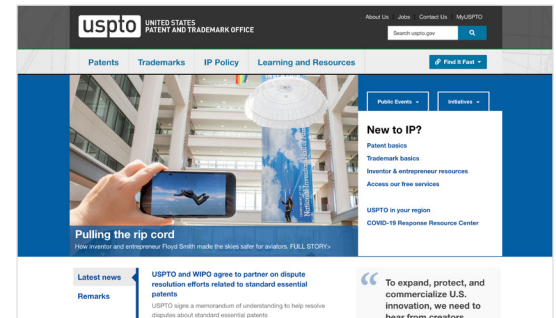 About Us
Jobs
Contact Us
MyUSPTO
uspto
UNITED STATES
PATENT AND TRADEMARK OFFICE
Search uspto.gov
Patents
Trademarks
IP Policy
Learning and Resources
Find It Fast
Public Events
Initiatives
New to IP?
Patent basics
Trademark basics
Inventor & entrepreneur resources
Access our free services
USPTO in your region
COVID-19 Response Resource Center
Pulling the rip cord
How inventor and entrepreneur Floyd Smith made the skies safer for aviators. FULL STORY>
Latest news
Remarks
USPTO and WIPO agree to partner on dispute
resolution efforts related to standard essential
patents
USPTO signs a memorandum of understanding to help resolve
disputes about standard essential patents
“ To expand, protect, and
commercialize U.S.
innovation, we need to
hear from creators